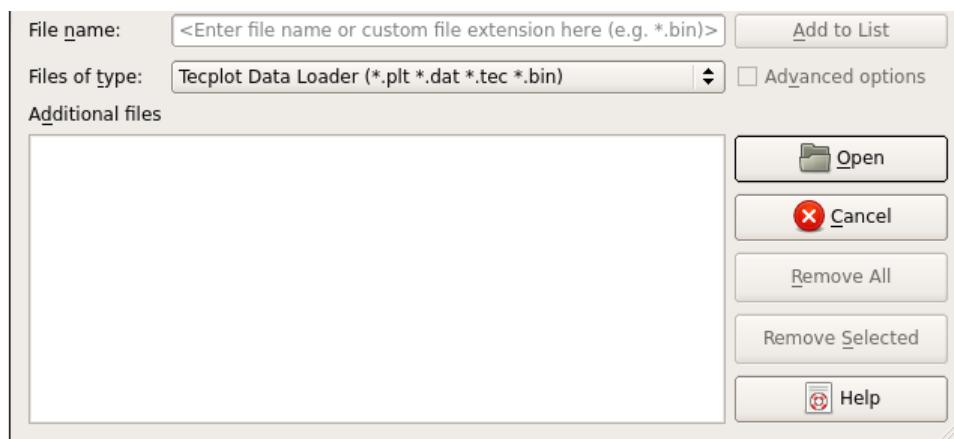 File name: <Enter file name or custom file extension here (e.g. *.bin)> Add to List
Files of type: Tecplot Data Loader (*.plt *.dat *.tec *.bin) Advanced options
Additional files
Open
Cancel
Remove All
Remove Selected
Help